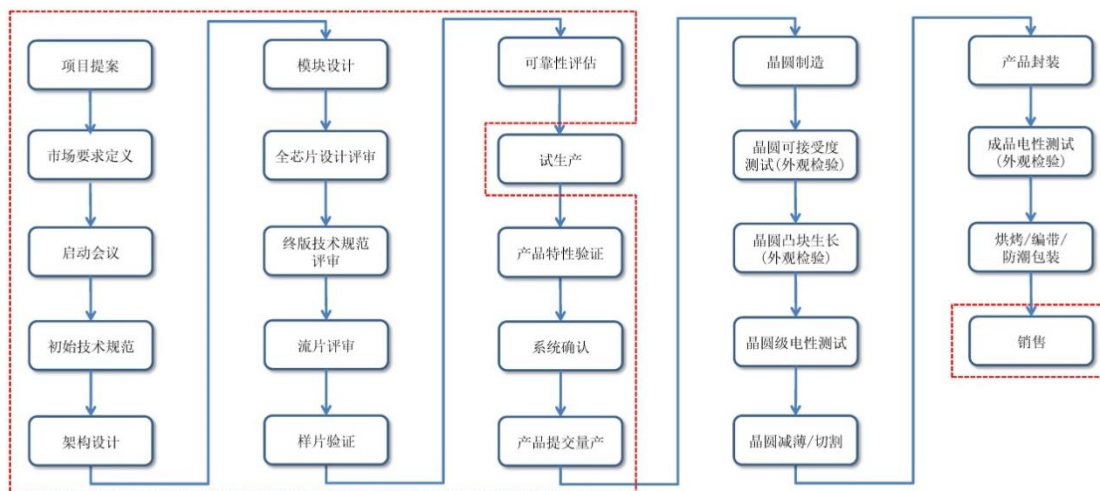 项目提案
市场要求定义
启动会议
初始技术规范
架构设计
模块设计
全芯片设计评审
终版技术规范
评审
流片评审
样片验证
可靠性评估
试生产
产品特性验证
系统确认
产品提交量产
晶圆制造
晶圆可接受度
测试(外观检验)
晶圆凸块生长
(外观检验)
晶圆级电性测试
晶圆减薄/切割
产品封装
成品电性测试
(外观检验)
烘烤/编带/
防潮包装
销售